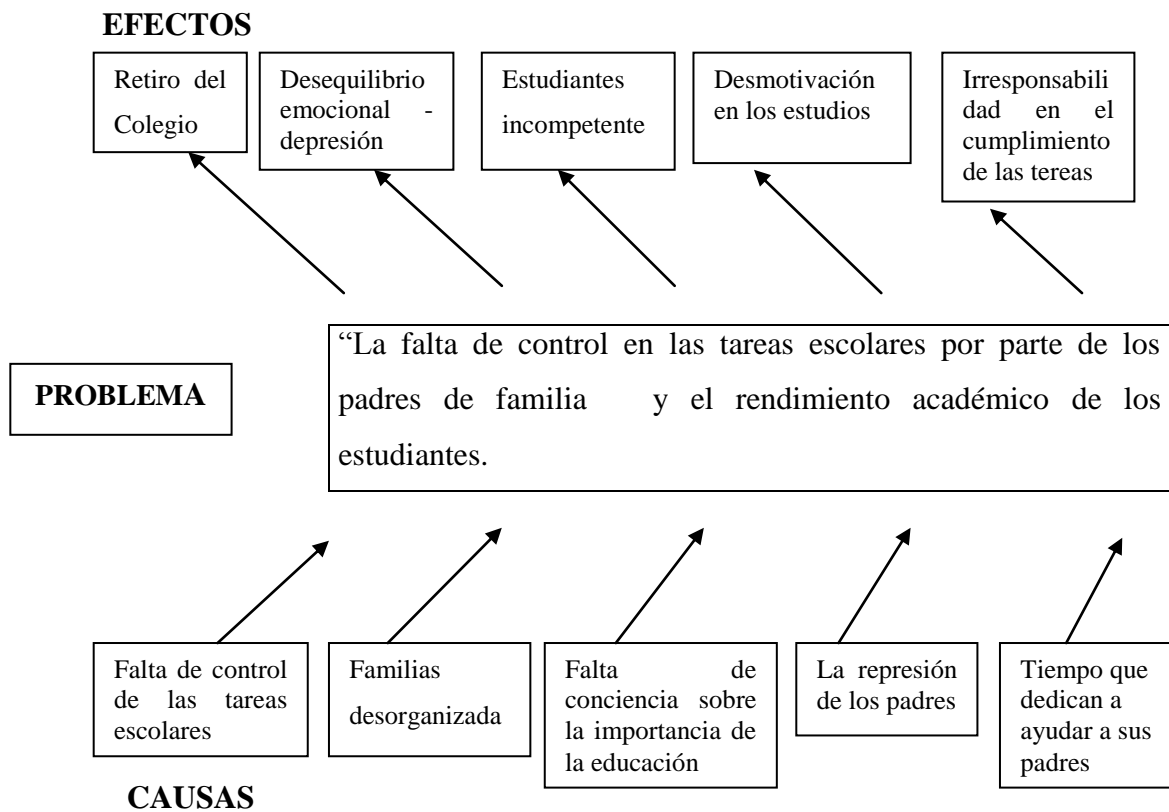 EFECTOS
Retiro del
Colegio
Desequilibrio
emocional -
depresión
Estudiantes
incompetente
Desmotivación
en los estudios
Irresponsabili
dad en el
cumplimiento
de las tereas
PROBLEMA
“La falta de control en las tareas escolares por parte de los
padres de familia y el rendimiento académico de los
estudiantes.
Falta de control
de las tareas
escolares
Familias
desorganizada
Falta de
conciencia sobre
la importancia de
la educación
La represión
de los padres
Tiempo que
dedican a
ayudar a sus
padres
CAUSAS